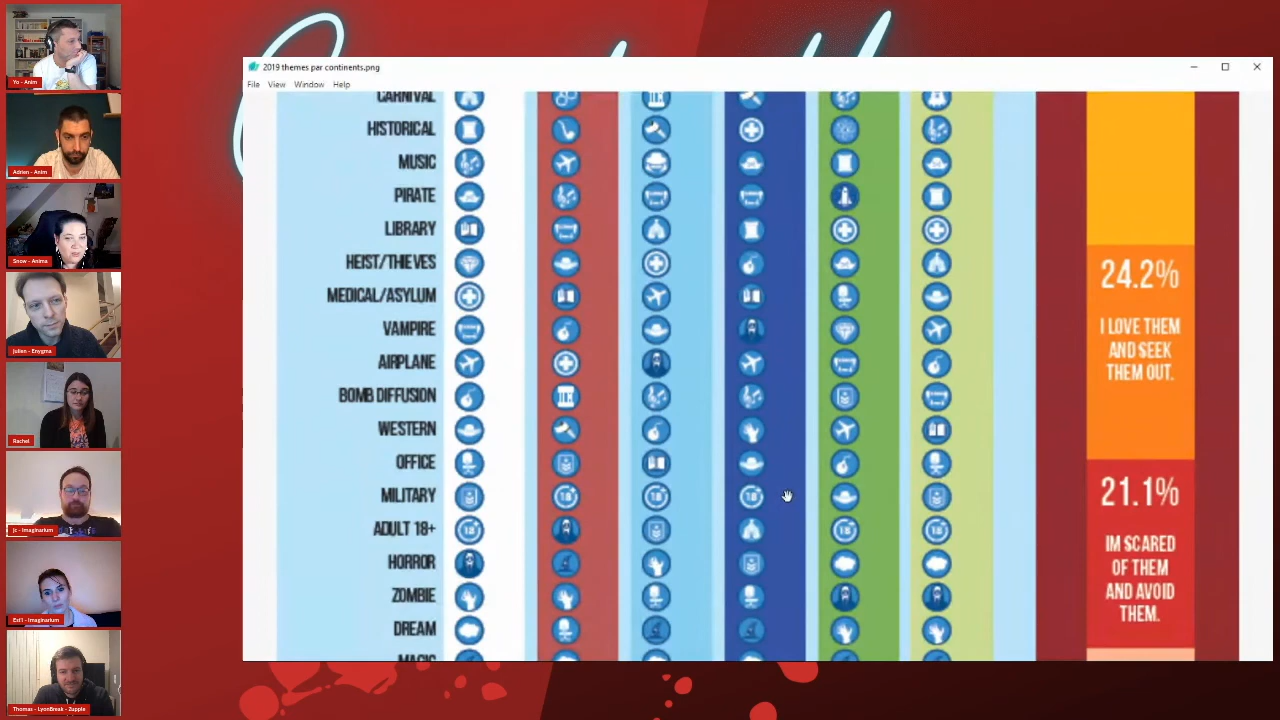 2019 themes par continents.png
File View Window Help
CARNIVAL
HISTORICAL
MUSIC
PIRATE
LIBRARY
HEIST/THIEVES
MEDICAL/ASYLUM
VAMPIRE
AIRPLANE
BOMB DIFFUSION
WESTERN
OFFICE
MILITARY
ADULT 18+
HORROR
ZOMBIE
DREAM
MAGIC
24.2%
I LOVE THEM
AND SEEK
THEM OUT.
21.1%
IM SCARED
OF THEM
AND AVOID
THEM.
Yo - Anim
Adrien - Anim
Snow - Anima
Julien - Enygma
Rachel
Jc - Imaginarium
Est'l - Imaginarium
Thomas - LyonBreak - Zapple